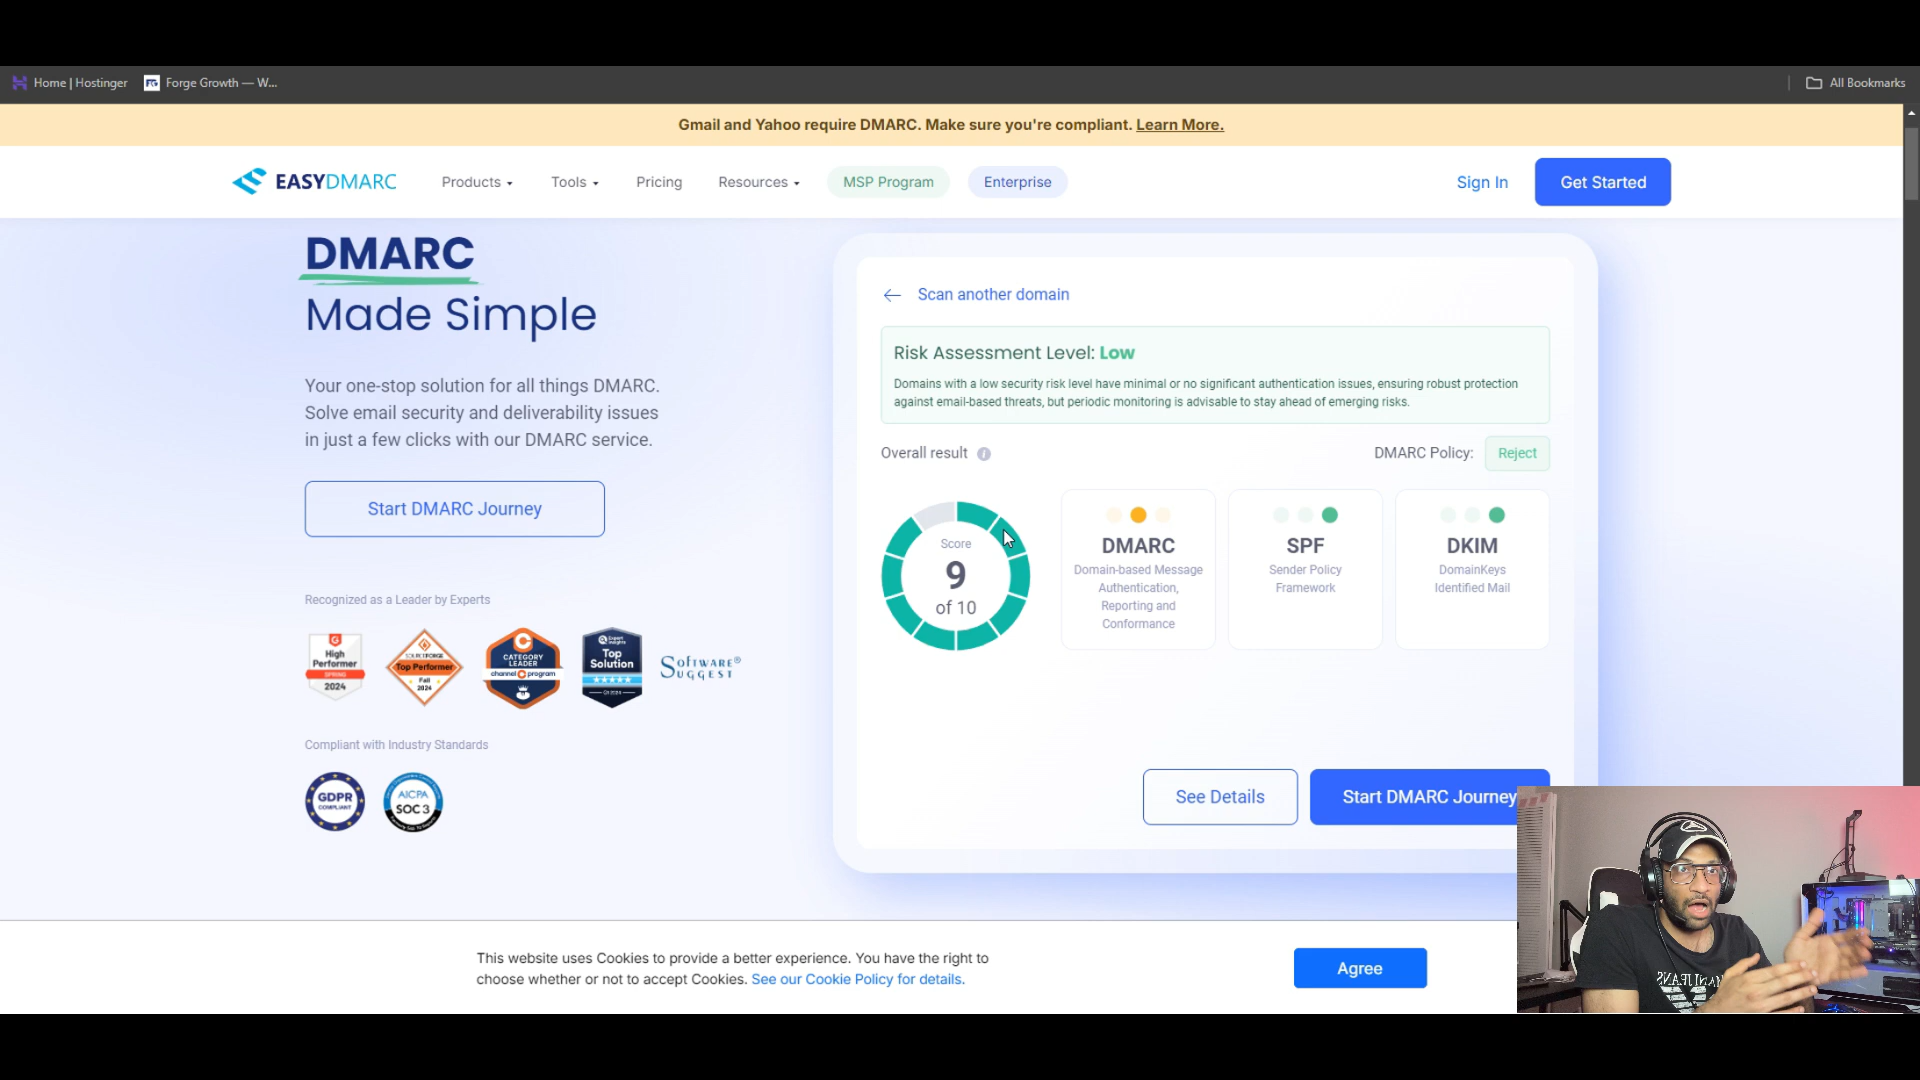 Home | Hostinger
Forge Growth — W...
All Bookmarks
Gmail and Yahoo require DMARC. Make sure you're compliant. Learn More.
EASYDMARC
Products
Tools
Pricing
Resources
MSP Program
Enterprise
Sign In
Get Started
DMARC
Made Simple
Your one-stop solution for all things DMARC.
Solve email security and deliverability issues
in just a few clicks with our DMARC service.
Start DMARC Journey
Recognized as a Leader by Experts
High
Performer
SPRING
2024
SOURCEFORGE
Top Performer
Fall
2024
CATEGORY
LEADER
channel program
Expert
Insights
Top
Solution
Software
Suggest
Compliant with Industry Standards
GDPR
COMPLIANT
AICPA
SOC 3
Scan another domain
Risk Assessment Level: Low
Domains with a low security risk level have minimal or no significant authentication issues, ensuring robust protection
against email-based threats, but periodic monitoring is advisable to stay ahead of emerging risks.
Overall result
DMARC Policy:
Reject
Score
9
of 10
DMARC
Domain-based Message
Authentication,
Reporting and
Conformance
SPF
Sender Policy
Framework
DKIM
DomainKeys
Identified Mail
See Details
Start DMARC Journey
This website uses Cookies to provide a better experience. You have the right to
choose whether or not to accept Cookies. See our Cookie Policy for details.
Agree